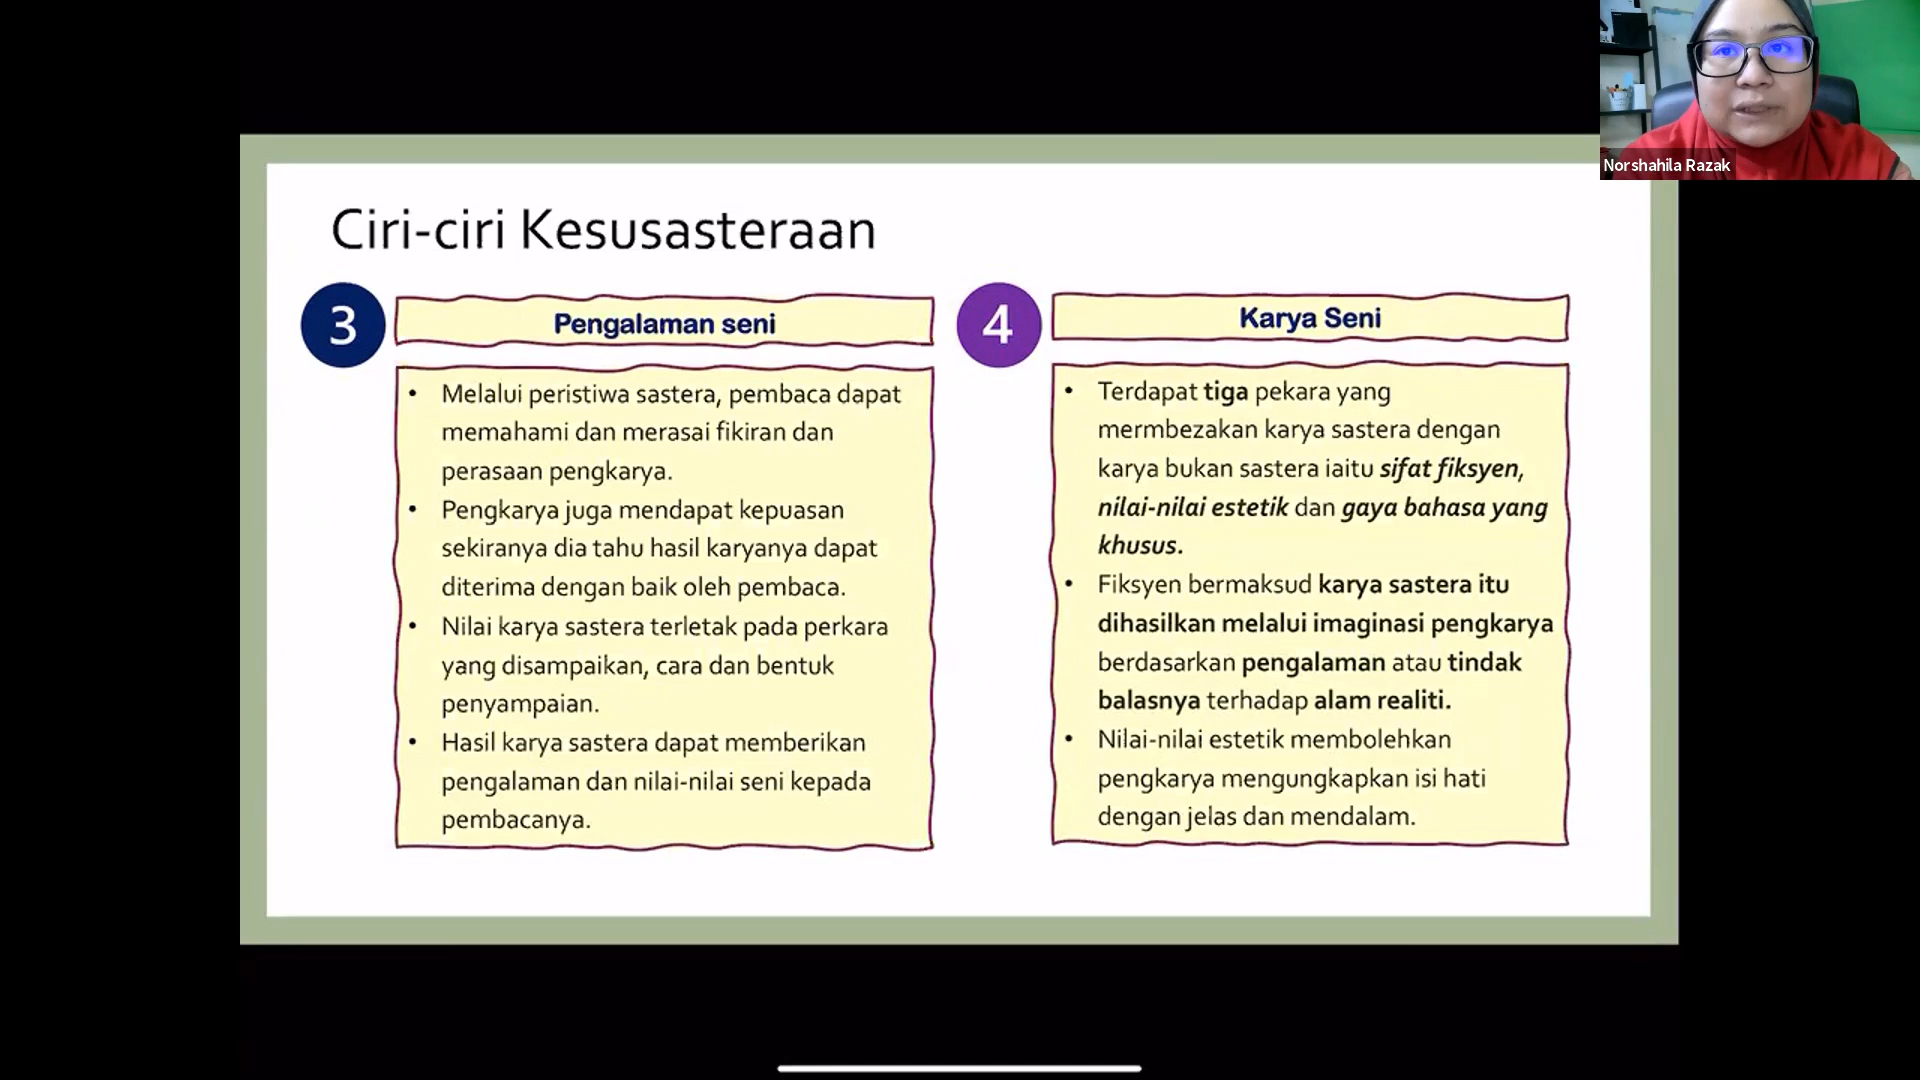 Norshahila Razak
Ciri-ciri Kesusasteraan
3
Pengalaman seni
• Melalui peristiwa sastera, pembaca dapat
memahami dan merasai fikiran dan
perasaan pengkarya.
• Pengkarya juga mendapat kepuasan
sekiranya dia tahu hasil karyanya dapat
diterima dengan baik oleh pembaca.
• Nilai karya sastera terletak pada perkara
yang disampaikan, cara dan bentuk
penyampaian.
• Hasil karya sastera dapat memberikan
pengalaman dan nilai-nilai seni kepada
pembacanya.
4
Karya Seni
• Terdapat tiga pekara yang
mermbezakan karya sastera dengan
karya bukan sastera iaitu sifat fiksyen,
nilai-nilai estetik dan gaya bahasa yang
khusus.
• Fiksyen bermaksud karya sastera itu
dihasilkan melalui imaginasi pengkarya
berdasarkan pengalaman atau tindak
balasnya terhadap alam realiti.
• Nilai-nilai estetik membolehkan
pengkarya mengungkapkan isi hati
dengan jelas dan mendalam.